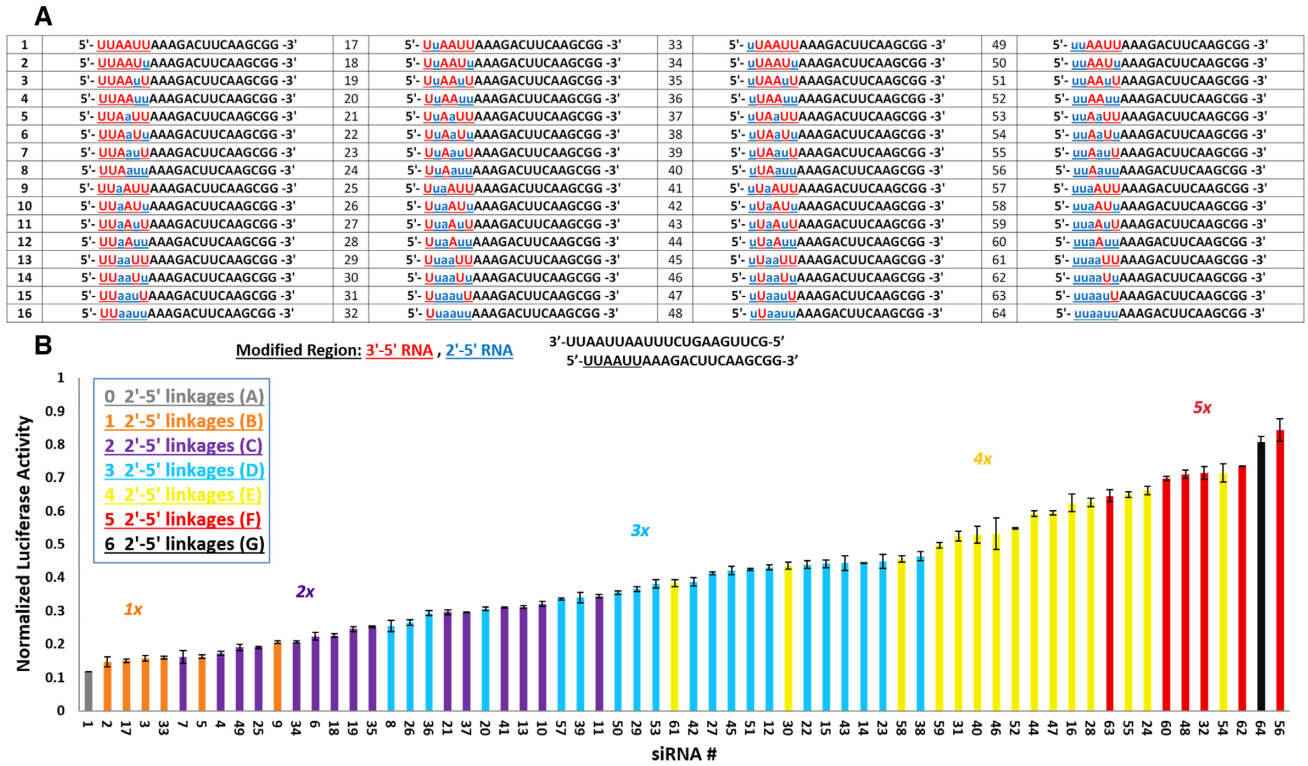 A
1 5'- UUAAUUAAAGACUUCAAGCGG -3' 17 5'- UuAAUUAAAGACUUCAAGCGG -3' 33 5'- uUAAUUAAAGACUUCAAGCGG -3' 49 5'- uuAAUUAAAGACUUCAAGCGG -3'
2 5'- UUAAUuAAAGACUUCAAGCGG -3' 18 5'- UuAAUuAAAGACUUCAAGCGG -3' 34 5'- uUAAUuAAAGACUUCAAGCGG -3' 50 5'- uuAAUuAAAGACUUCAAGCGG -3'
3 5'- UUAAuUAAAGACUUCAAGCGG -3' 19 5'- UuAAuUAAAGACUUCAAGCGG -3' 35 5'- uUAAuUAAAGACUUCAAGCGG -3' 51 5'- uuAAuUAAAGACUUCAAGCGG -3'
4 5'- UUAAuuAAAGACUUCAAGCGG -3' 20 5'- UuAAuuAAAGACUUCAAGCGG -3' 36 5'- uUAAuuAAAGACUUCAAGCGG -3' 52 5'- uuAAuuAAAGACUUCAAGCGG -3'
5 5'- UUAaUUAAAGACUUCAAGCGG -3' 21 5'- UuAaUUAAAGACUUCAAGCGG -3' 37 5'- uUAaUUAAAGACUUCAAGCGG -3' 53 5'- uuAaUUAAAGACUUCAAGCGG -3'
6 5'- UUAaUuAAAGACUUCAAGCGG -3' 22 5'- UuAaUuAAAGACUUCAAGCGG -3' 38 5'- uUAaUuAAAGACUUCAAGCGG -3' 54 5'- uuAaUuAAAGACUUCAAGCGG -3'
7 5'- UUAauUAAAGACUUCAAGCGG -3' 23 5'- UuAauUAAAGACUUCAAGCGG -3' 39 5'- uUAauUAAAGACUUCAAGCGG -3' 55 5'- uuAauUAAAGACUUCAAGCGG -3'
8 5'- UUAauuAAAGACUUCAAGCGG -3' 24 5'- UuAauuAAAGACUUCAAGCGG -3' 40 5'- uUAauuAAAGACUUCAAGCGG -3' 56 5'- uuAauuAAAGACUUCAAGCGG -3'
9 5'- UUaAUUAAAGACUUCAAGCGG -3' 25 5'- UuaAUUAAAGACUUCAAGCGG -3' 41 5'- uUaAUUAAAGACUUCAAGCGG -3' 57 5'- uuaAUUAAAGACUUCAAGCGG -3'
10 5'- UUaAUuAAAGACUUCAAGCGG -3' 26 5'- UuaAUuAAAGACUUCAAGCGG -3' 42 5'- uUaAUuAAAGACUUCAAGCGG -3' 58 5'- uuaAUuAAAGACUUCAAGCGG -3'
11 5'- UUaAuUAAAGACUUCAAGCGG -3' 27 5'- UuaAuUAAAGACUUCAAGCGG -3' 43 5'- uUaAuUAAAGACUUCAAGCGG -3' 59 5'- uuaAuUAAAGACUUCAAGCGG -3'
12 5'- UUaAuuAAAGACUUCAAGCGG -3' 28 5'- UuaAuuAAAGACUUCAAGCGG -3' 44 5'- uUaAuuAAAGACUUCAAGCGG -3' 60 5'- uuaAuuAAAGACUUCAAGCGG -3'
13 5'- UUaaUUAAAGACUUCAAGCGG -3' 29 5'- UuaaUUAAAGACUUCAAGCGG -3' 45 5'- uUaaUUAAAGACUUCAAGCGG -3' 61 5'- uuaaUUAAAGACUUCAAGCGG -3'
14 5'- UUaaUuAAAGACUUCAAGCGG -3' 30 5'- UuaaUuAAAGACUUCAAGCGG -3' 46 5'- uUaaUuAAAGACUUCAAGCGG -3' 62 5'- uuaaUuAAAGACUUCAAGCGG -3'
15 5'- UUaauUAAAGACUUCAAGCGG -3' 31 5'- UuaauUAAAGACUUCAAGCGG -3' 47 5'- uUaauUAAAGACUUCAAGCGG -3' 63 5'- uuaauUAAAGACUUCAAGCGG -3'
16 5'- UUaauuAAAGACUUCAAGCGG -3' 32 5'- UuaauuAAAGACUUCAAGCGG -3' 48 5'- uUaauuAAAGACUUCAAGCGG -3' 64 5'- uuaauuAAAGACUUCAAGCGG -3'
B
Modified Region: 3'-5' RNA , 2'-5' RNA
3'-UUAAUUAAUUUCUGAAGUUCG-5'
5'-UUAAUUAAAGACUUCAAGCGG-3'
Normalized Luciferase Activity
1
0.9
0.8
0.7
0.6
0.5
0.4
0.3
0.2
0.1
0
0 2'-5' linkages (A)
1 2'-5' linkages (B)
2 2'-5' linkages (C)
3 2'-5' linkages (D)
4 2'-5' linkages (E)
5 2'-5' linkages (F)
6 2'-5' linkages (G)
1x
2x
3x
4x
5x
1 2 17 3 33 7 5 4 49 25 9 34 6 18 19 35 8 26 36 21 37 20 41 13 10 57 39 11 50 29 53 61 42 27 45 51 12 30 22 15 43 14 23 58 38 59 31 40 46 52 44 47 16 28 63 55 24 60 48 32 54 62 64 56
siRNA #